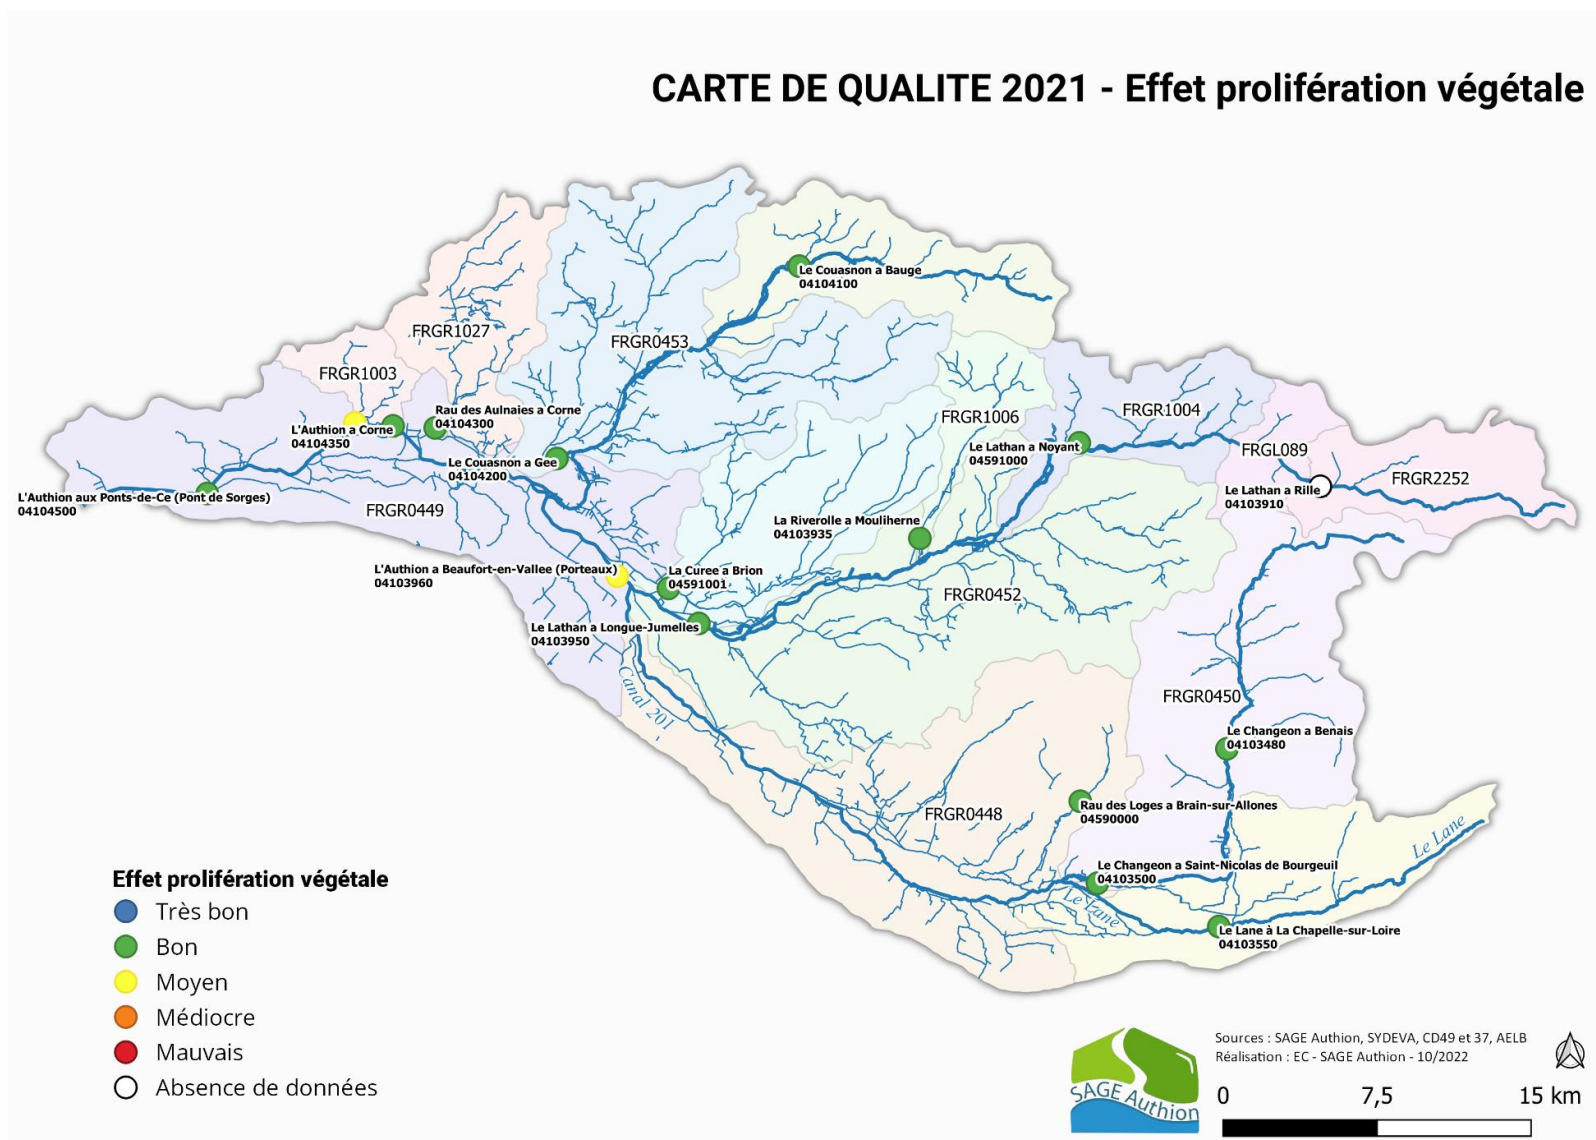 CARTE DE QUALITE 2021 - Effet prolifération végétale
Le Couasnon a Bauge
04104100
FRGR1027
FRGR0453
FRGR1003
Rau des Aulnaies a Corne
04104300
FRGR1006
FRGR1004
L'Authion a Corne
04104350
Le Lathan a Noyant
04591000
FRGL089
Le Couasnon a Gee
04104200
FRGR2252
Le Lathan a Rille
04103910
L'Authion aux Ponts-de-Ce (Pont de Sorges)
04104500
FRGR0449
La Riverolle a Mouliherne
04103935
L'Authion a Beaufort-en-Vallee (Porteaux)
04103960
La Curee a Brion
04591001
FRGR0452
Le Lathan a Longue-Jumelles
04103950
Canal 201
FRGR0450
Le Changeon a Benais
04103480
Rau des Loges a Brain-sur-Allones
04590000
FRGR0448
Le Lane
Le Changeon a Saint-Nicolas de Bourgeuil
04103500
Le Lane
Le Lane à La Chapelle-sur-Loire
04103550
Effet prolifération végétale
Très bon
Bon
Moyen
Médiocre
Mauvais
Absence de données
SAGE Authion
Sources : SAGE Authion, SYDEVA, CD49 et 37, AELB
Réalisation : EC - SAGE Authion - 10/2022
0 7,5 15 km